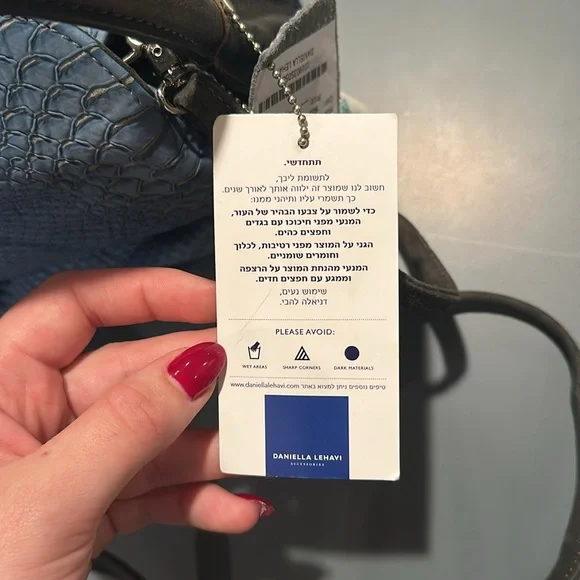 תתחדשי.
לתשומת ליבך,
חשוב לנו שמוצר זה ילווה אותך לאורך שנים.
כך תשמרי עליו ותיהני ממנו:
כדי לשמור על צבעו הבהיר של העור,
המנעי מפני חיכוכו עם בגדים
וחפצים כהים.
הגני על המוצר מפני רטיבות, לכלוך
וחומרים שומניים.
המנעי מהנחת המוצר על הרצפה
וממגע עם חפצים חדים.
שימוש נעים,
דניאלה להבי.
PLEASE AVOID:
WET AREAS SHARP CORNERS DARK MATERIALS
טיפים נוספים ניתן למצוא באתר www.daniellalehavi.com
DANIELLA LEHAVI
ACCESSORIES